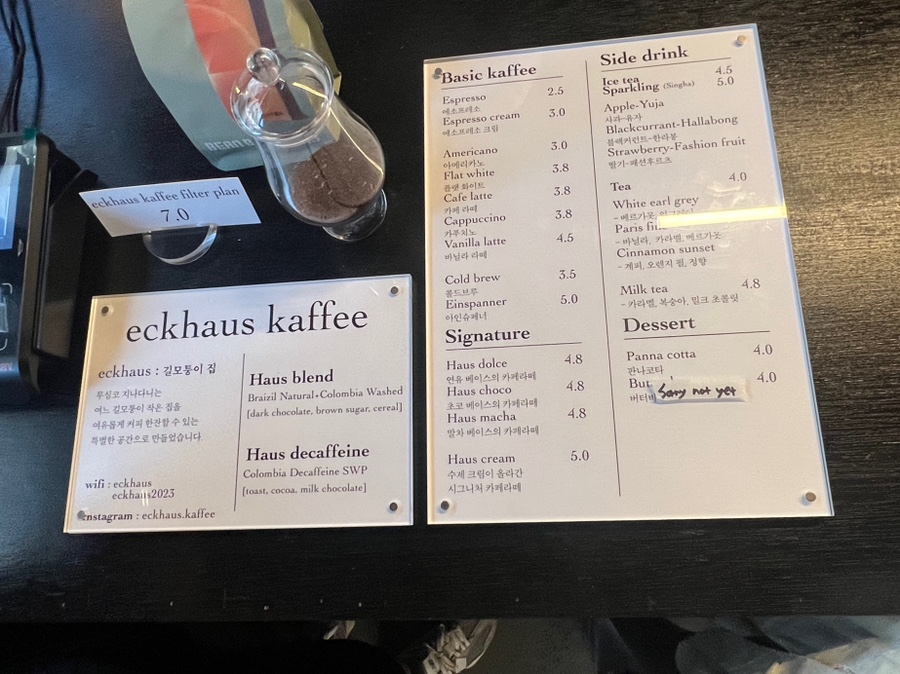 eckhaus kaffee filter plan
7.0
eckhaus kaffee
eckhaus : 길모퉁이 집
무심코 지나다니는
어느 길모퉁이 작은 집을
여유롭게 커피 한잔할 수 있는
특별한 공간으로 만들었습니다.
wifi : eckhaus
eckhaus2023
instagram : eckhaus.kaffee
Haus blend
Braizil Natural+Colombia Washed
[dark chocolate, brown sugar, cereal]
Haus decaffeine
Colombia Decaffeine SWP
[toast, cocoa, milk chocolate]
Basic kaffee
Espresso 2.5
에소프레소
Espresso cream 3.0
에소프레소 크림
Americano 3.0
아메리카노
Flat white 3.8
플랫 화이트
Cafe latte 3.8
카페 라떼
Cappuccino 3.8
카푸치노
Vanilla latte 4.5
바닐라 라떼
Cold brew 3.5
콜드브루
Einspanner 5.0
아인슈페너
Signature
Haus dolce 4.8
연유 베이스의 카페라떼
Haus choco 4.8
초코 베이스의 카페라떼
Haus macha 4.8
말차 베이스의 카페라떼
Haus cream 5.0
수제 크림이 올라간
시그니처 카페라떼
Side drink
Ice tea 4.5
Sparkling (Singha) 5.0
Apple-Yuja
사과-유자
Blackcurrant-Hallabong
블랙커런트-한라봉
Strawberry-Fashion fruit
딸기-패션후르츠
Tea 4.0
White earl grey
- 베르가못,
Paris
- 바닐라, 카라멜, 베르가못
Cinnamon sunset
- 계피, 오렌지 필, 정향
Milk tea 4.8
- 카라멜, 복숭아, 밀크 초콜릿
Dessert
Panna cotta 4.0
판나코타
4.0
Sorry not yet